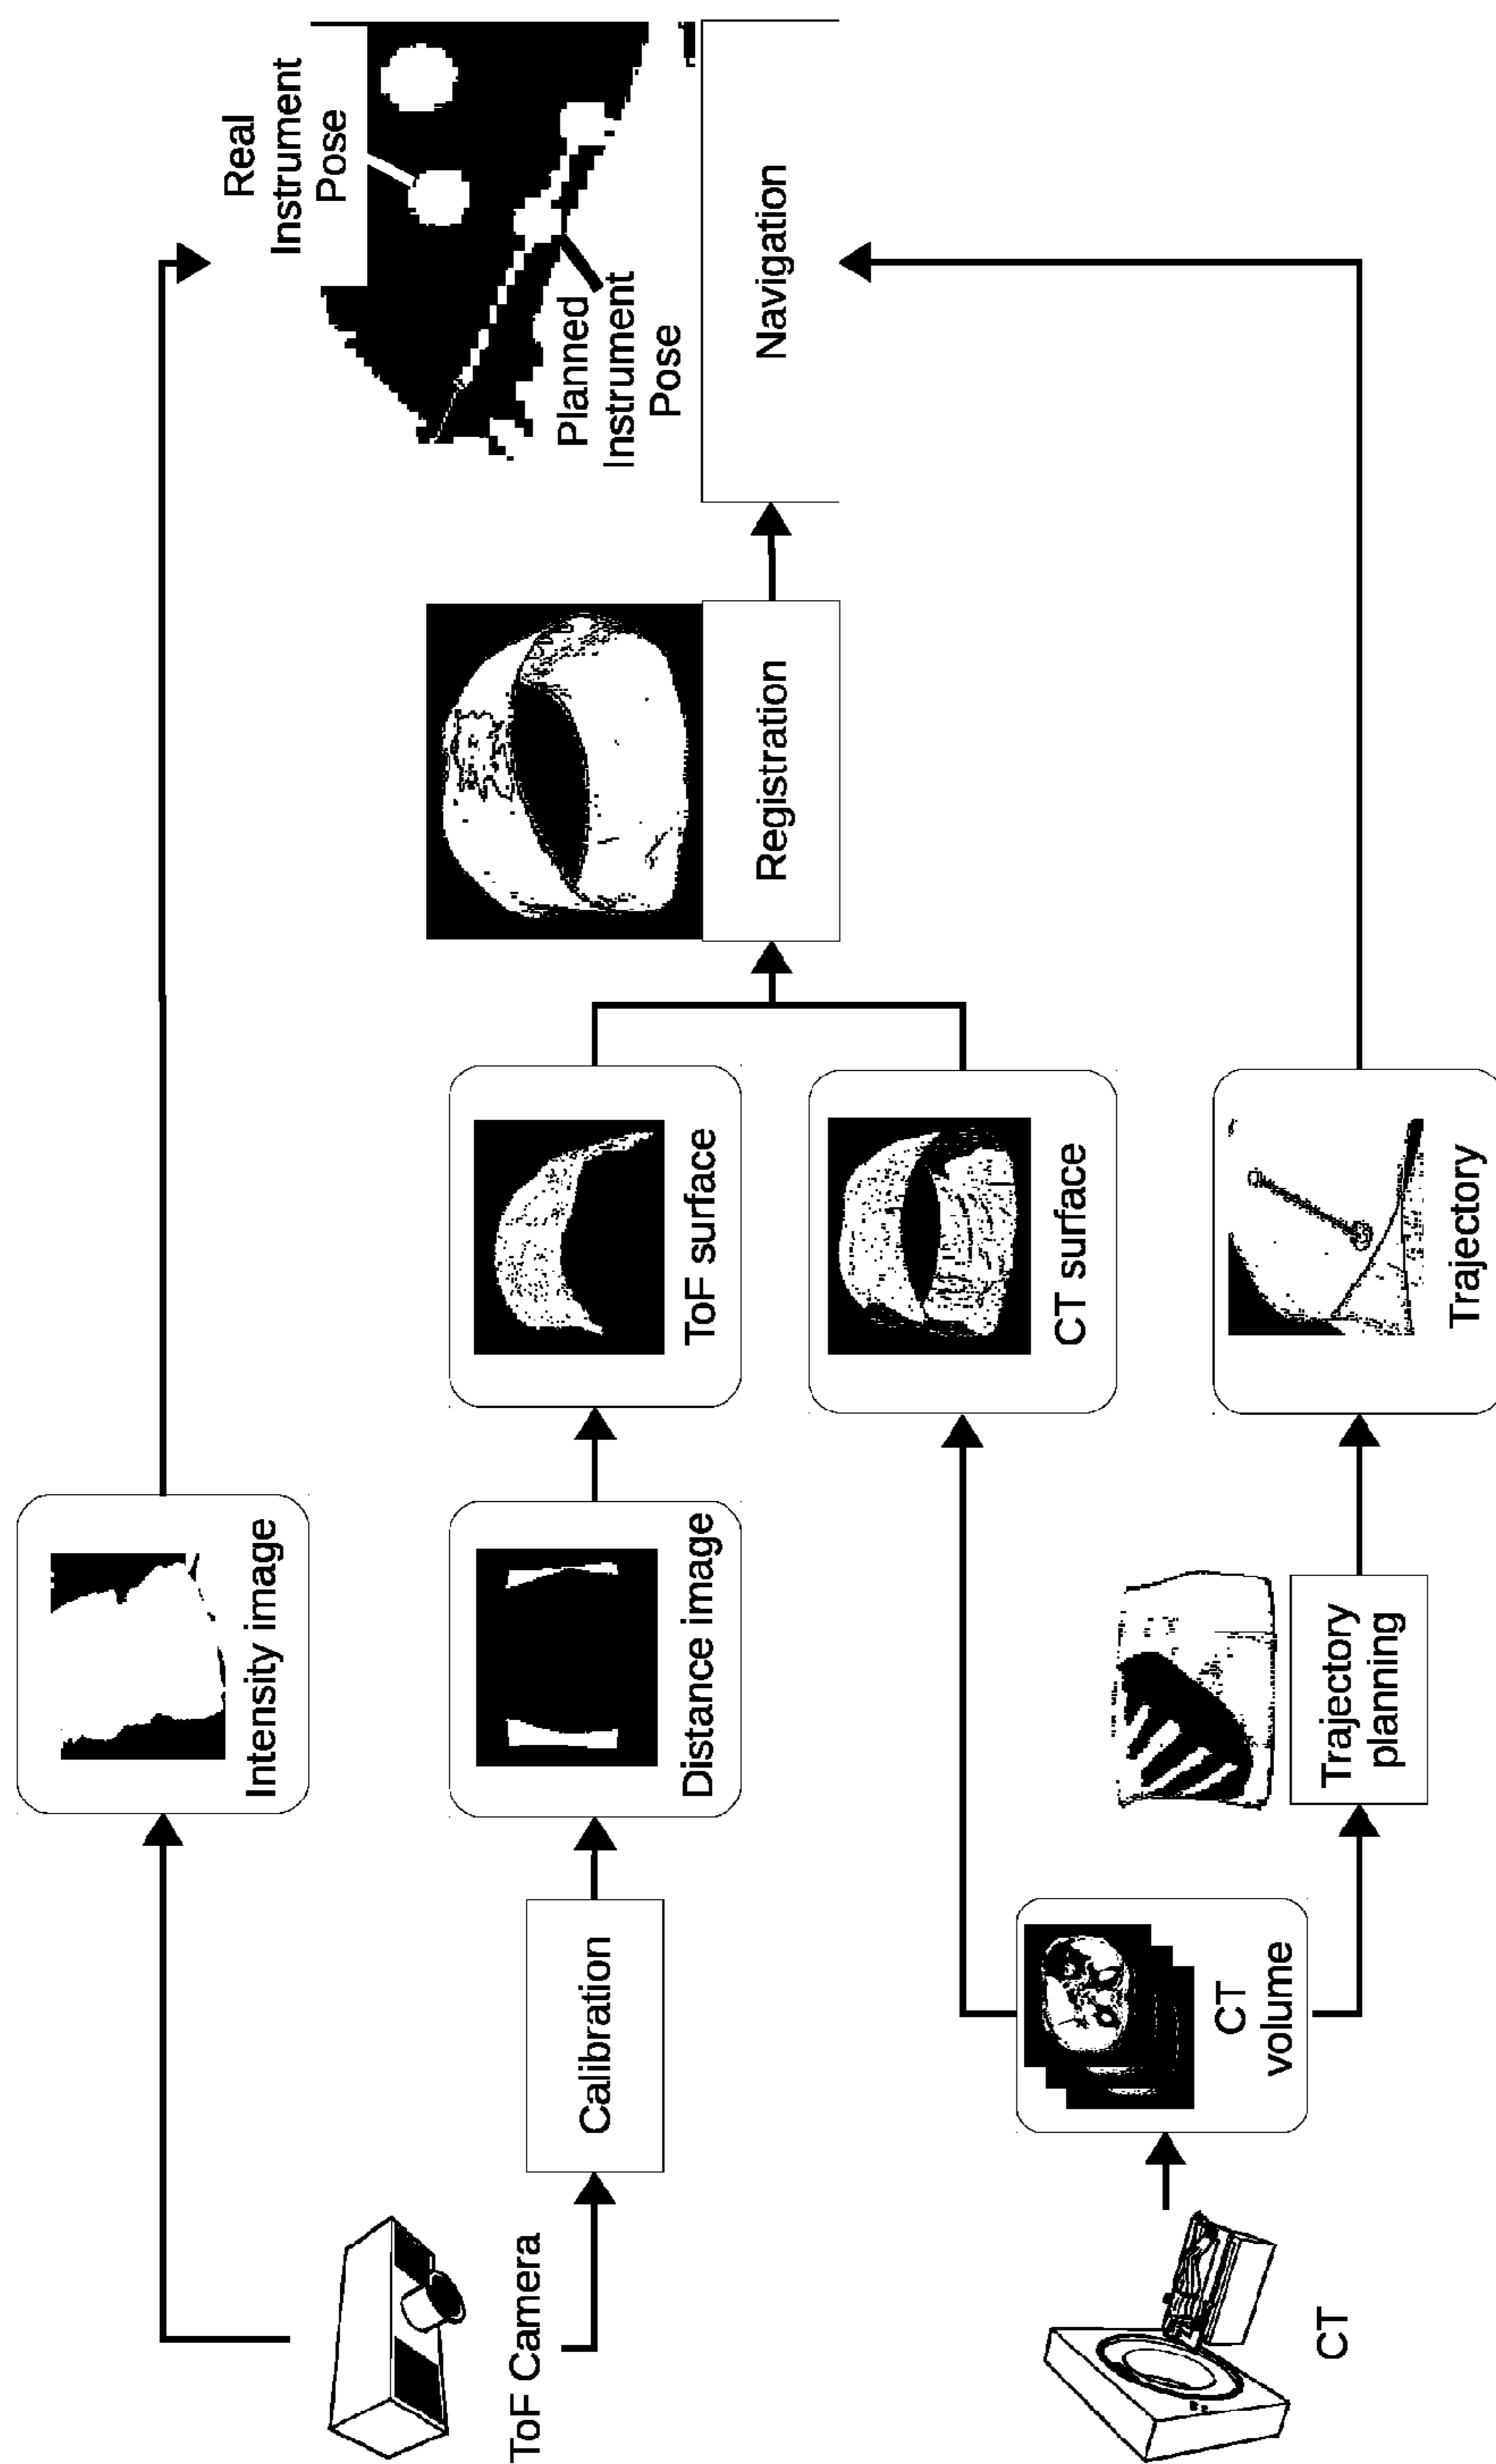 ToF Camera
Intensity image
Calibration
Distance image
ToF surface
CT
CT
volume
CT surface
Trajectory
planning
Trajectory
Registration
Real
Instrument
Pose
Planned
Instrument
Pose
Navigation